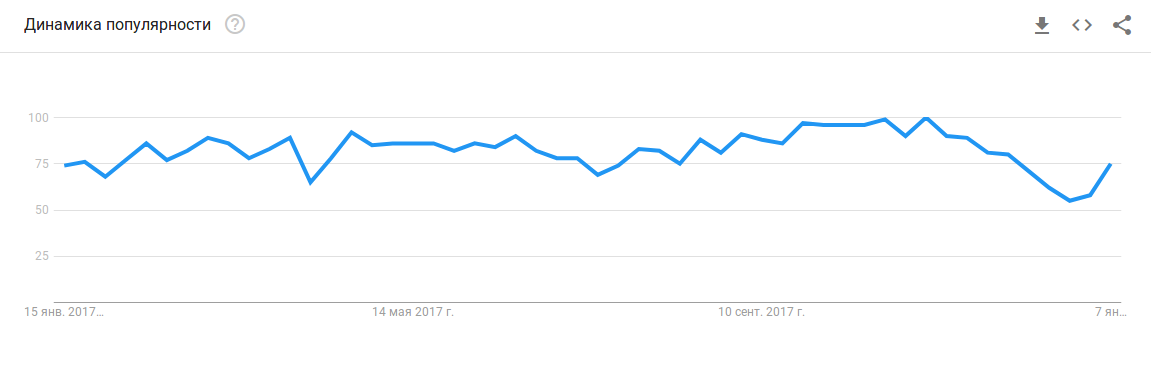 Динамика популярности ?
100
75
50
25
15 янв. 2017…
14 мая 2017 г.
10 сент. 2017 г.
7 ян…